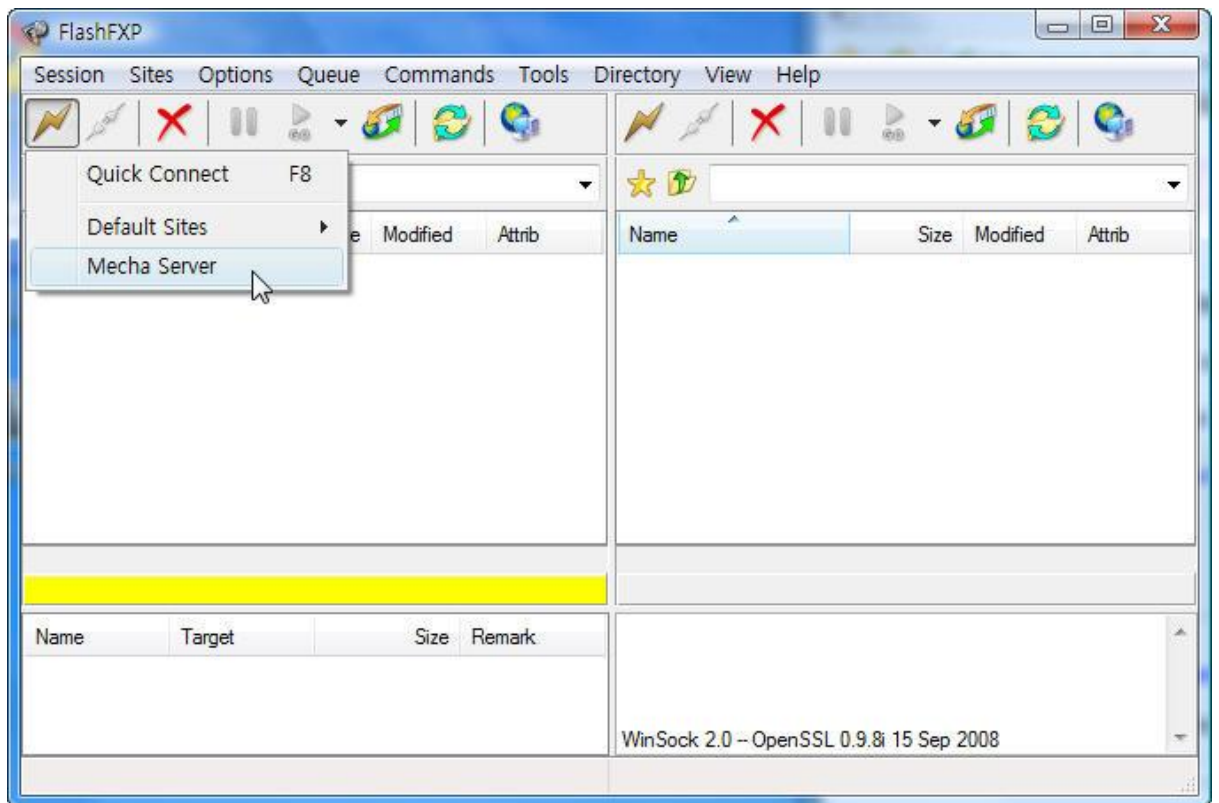 FlashFXP
Session Sites Options Queue Commands Tools Directory View Help
Quick Connect F8
Default Sites
Mecha Server
e Modified Attrib
Name Size Modified Attrib
Name Target Size Remark
WinSock 2.0 -- OpenSSL 0.9.8i 15 Sep 2008